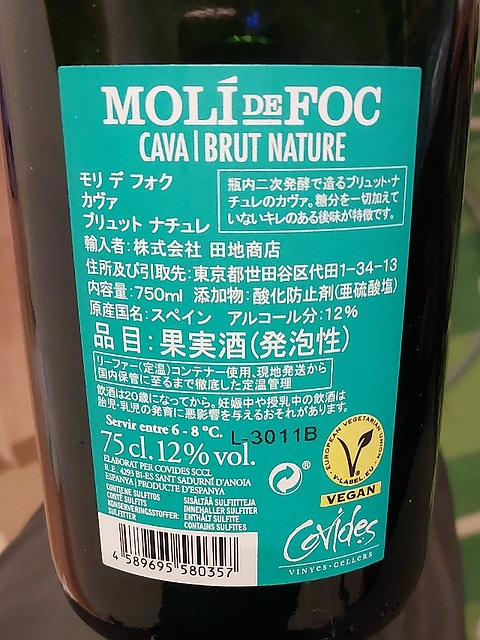 MOLÍ DE FOC
CAVA | BRUT NATURE
モリ デ フォク
カヴァ
ブリュット ナチュレ
瓶内二次発酵で造るブリュット・ナ
チュレのカヴァ。糖分を一切加えて
いないキレのある後味が特徴です。
輸入者:株式会社 田地商店
住所及び引取先:東京都世田谷区代田1-34-13
内容量:750ml 添加物:酸化防止剤(亜硫酸塩)
原産国名:スペイン アルコール分:12%
品目:果実酒(発泡性)
リーファー(定温)コンテナー使用、現地発送から
国内保管に至るまで徹底した定温管理
飲酒は20歳になってから。妊娠中や授乳中の飲酒は
胎児・乳児の発育に悪影響を与えるおそれがあります。
Servir entre 6 - 8 ºC.
L-3011B
75 cl. 12% vol.
ELABORAT PER COVIDES SCCL
R.E. 4293 BI-ES SANT SADURNÍ D'ANOIA
ESPANYA | PRODUCTE D'ESPANYA
CONTIENE SULFITOS
CONTÉ SULFITS
KONSERVERINGSSTOFFER:
SULFITTER
SISÄLTÄÄ SULFIITTEJA
INNEHALLER SULFITER
ENTHÄLT SULFITE
CONTAINS SULFITES
EUROPEAN VEGETARIAN UNION
V-LABEL.EU
VEGAN
Covides
VINYES-CELLERS
4 589695 580357